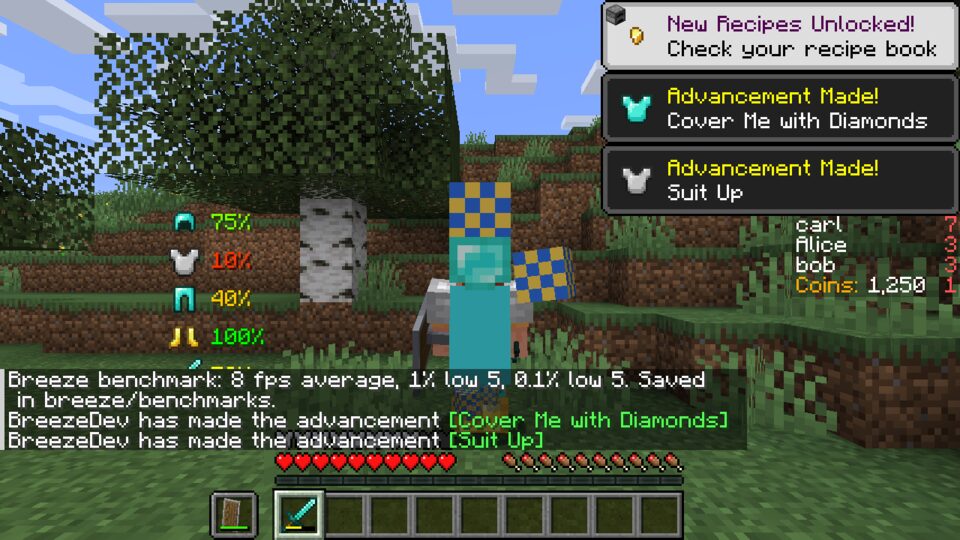 New Recipes Unlocked!
Check your recipe book
Advancement Made!
Cover Me with Diamonds
Advancement Made!
Suit Up
carl 7
Alice 3
bob 3
Coins: 1,250 1
75%
10%
40%
100%
Breeze benchmark: 8 fps average, 1% low 5, 0.1% low 5. Saved
in breeze/benchmarks.
BreezeDev has made the advancement [Cover Me with Diamonds]
BreezeDev has made the advancement [Suit Up]